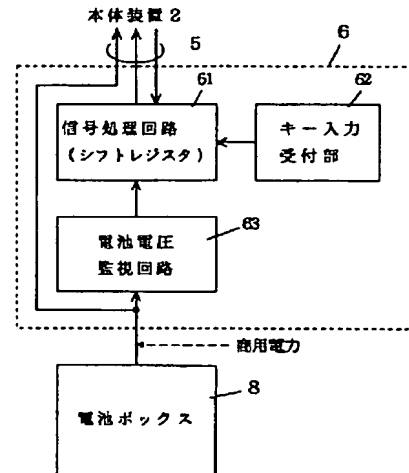 本体装置2
5
6
61
62
信号処理回路
(シフトレジスタ)
キー入力
受付部
63
電池電圧
監視回路
商用電力
8
電池ボックス